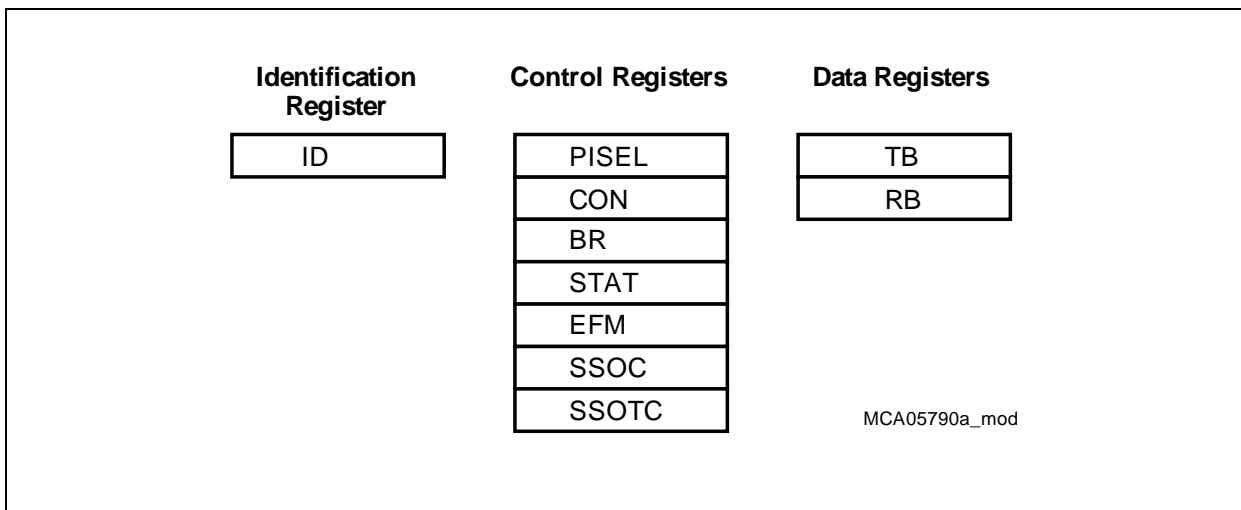 Identification
Register
ID
Control Registers
PISEL
CON
BR
STAT
EFM
SSOC
SSOTC
Data Registers
TB
RB
MCA05790a_mod